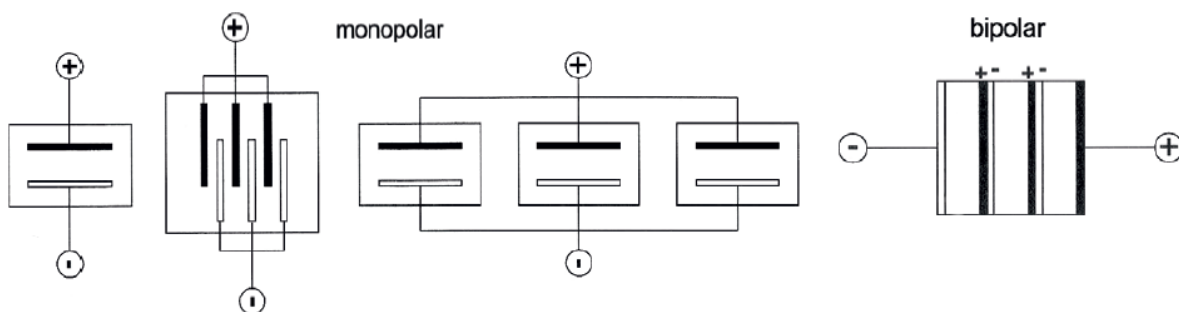 monopolar
bipolar
+ - + -
+
+
+
- +
-
-
-